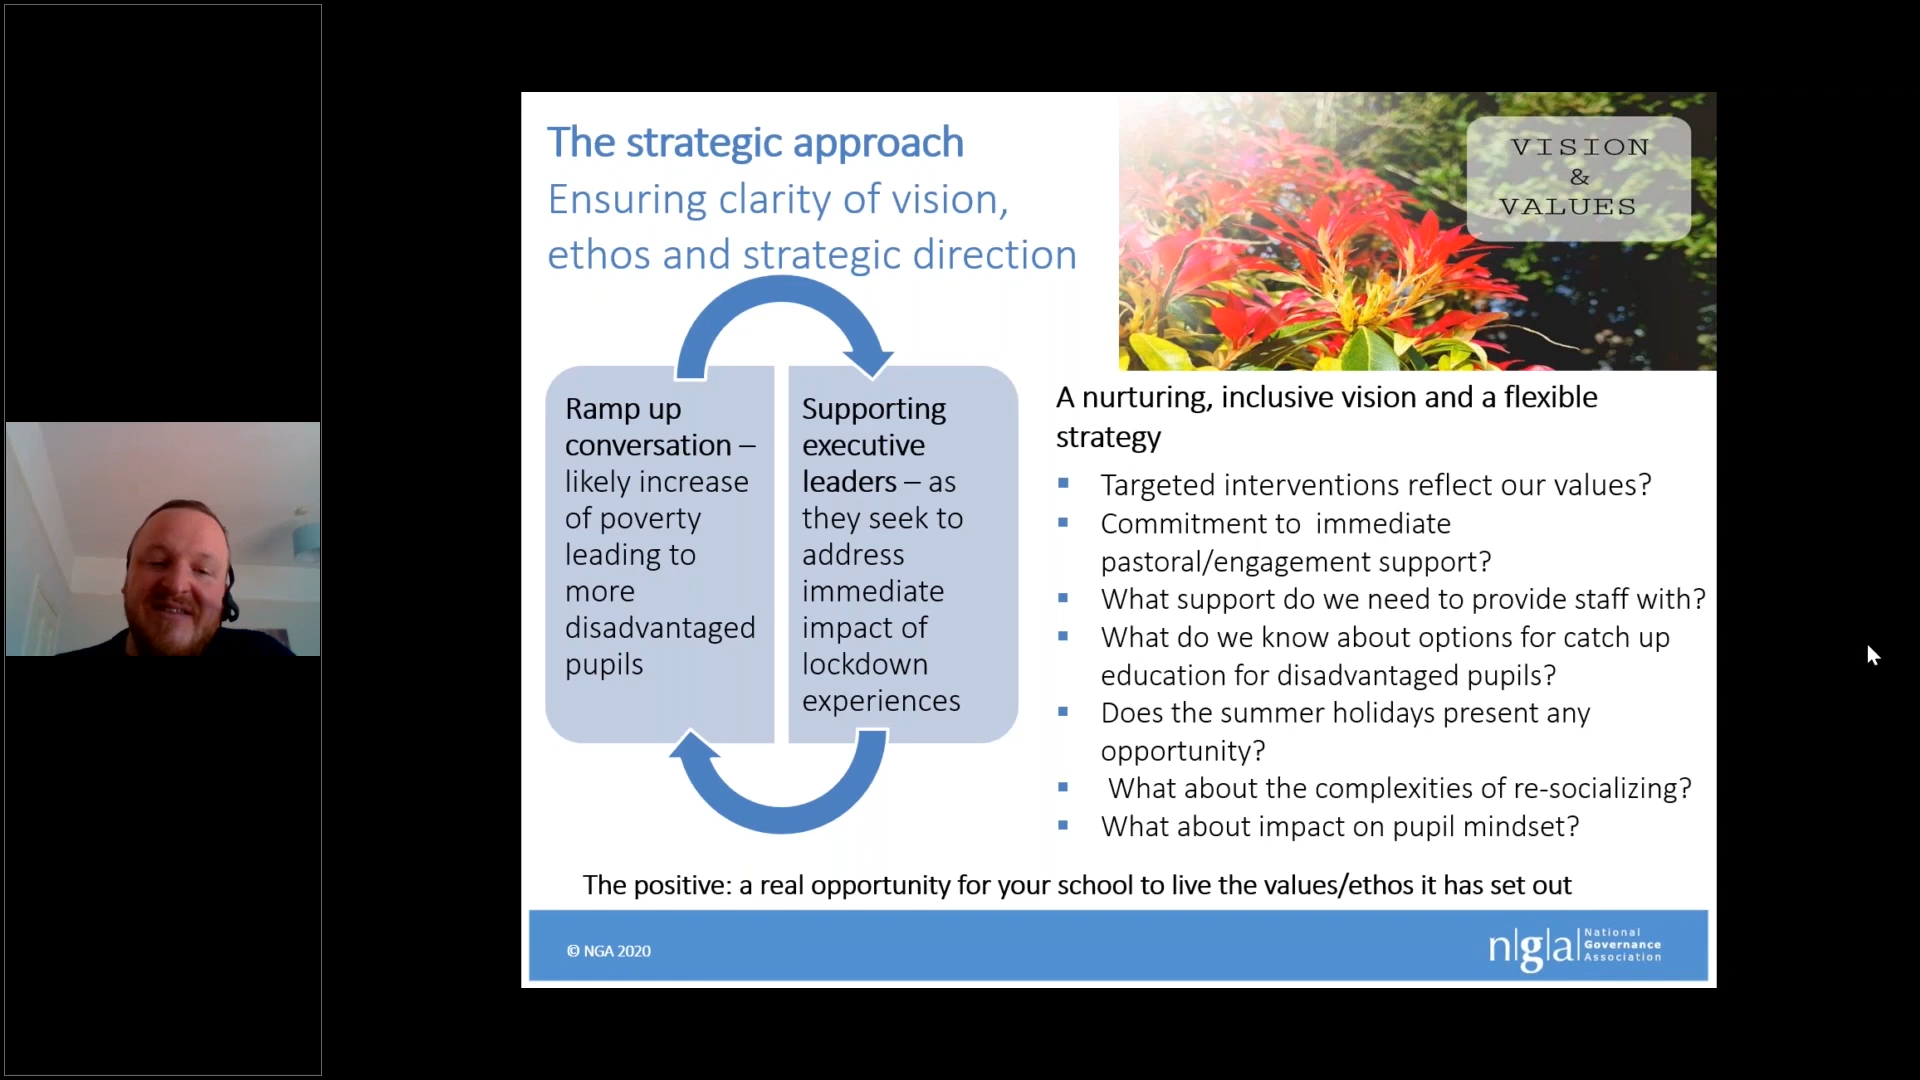 The strategic approach
Ensuring clarity of vision,
ethos and strategic direction
VISION
&
VALUES
Ramp up
conversation –
likely increase
of poverty
leading to
more
disadvantaged
pupils
Supporting
executive
leaders – as
they seek to
address
immediate
impact of
lockdown
experiences
A nurturing, inclusive vision and a flexible
strategy
▪ Targeted interventions reflect our values?
▪ Commitment to  immediate
pastoral/engagement support?
▪ What support do we need to provide staff with?
▪ What do we know about options for catch up
education for disadvantaged pupils?
▪ Does the summer holidays present any
opportunity?
▪ What about the complexities of re-socializing?
▪ What about impact on pupil mindset?
The positive: a real opportunity for your school to live the values/ethos it has set out
© NGA 2020
n|g|a|
National
Governance
Association